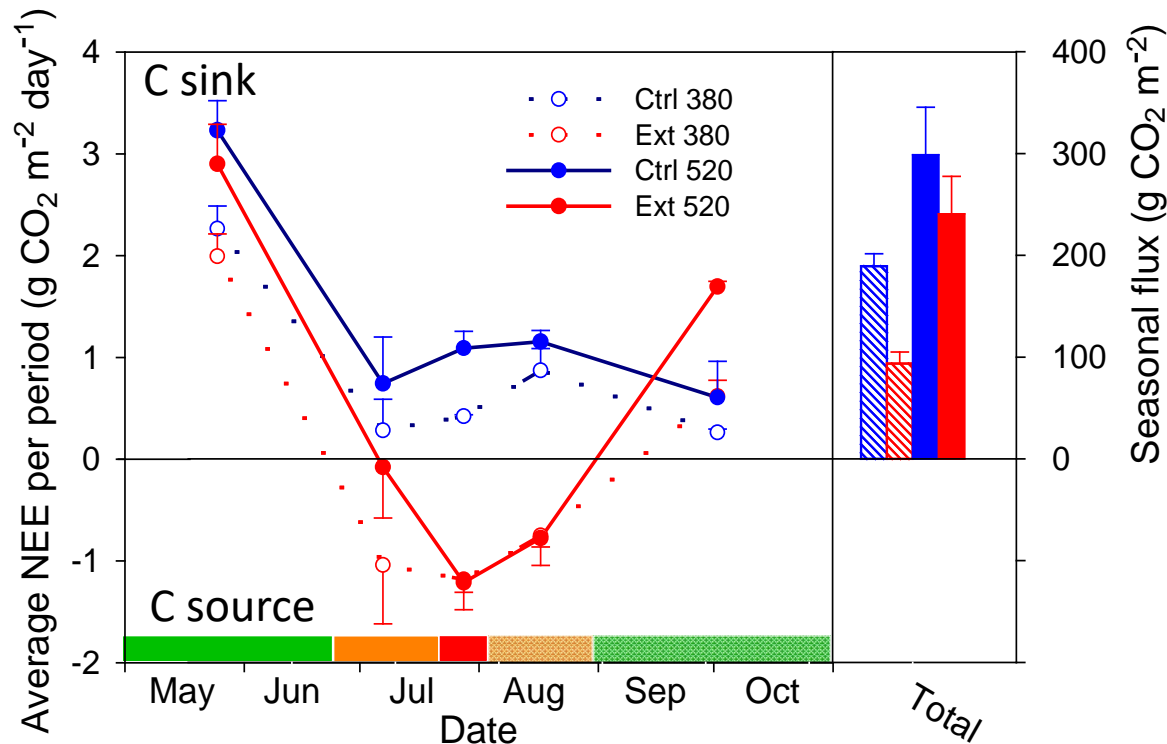 Average NEE per period (g CO₂ m⁻² day⁻¹)
4
3
2
1
0
-1
-2
C sink
C source
Ctrl 380
Ext 380
Ctrl 520
Ext 520
May Jun Jul Aug Sep Oct
Date
Total
400
300
200
100
0
Seasonal flux (g CO₂ m⁻²)